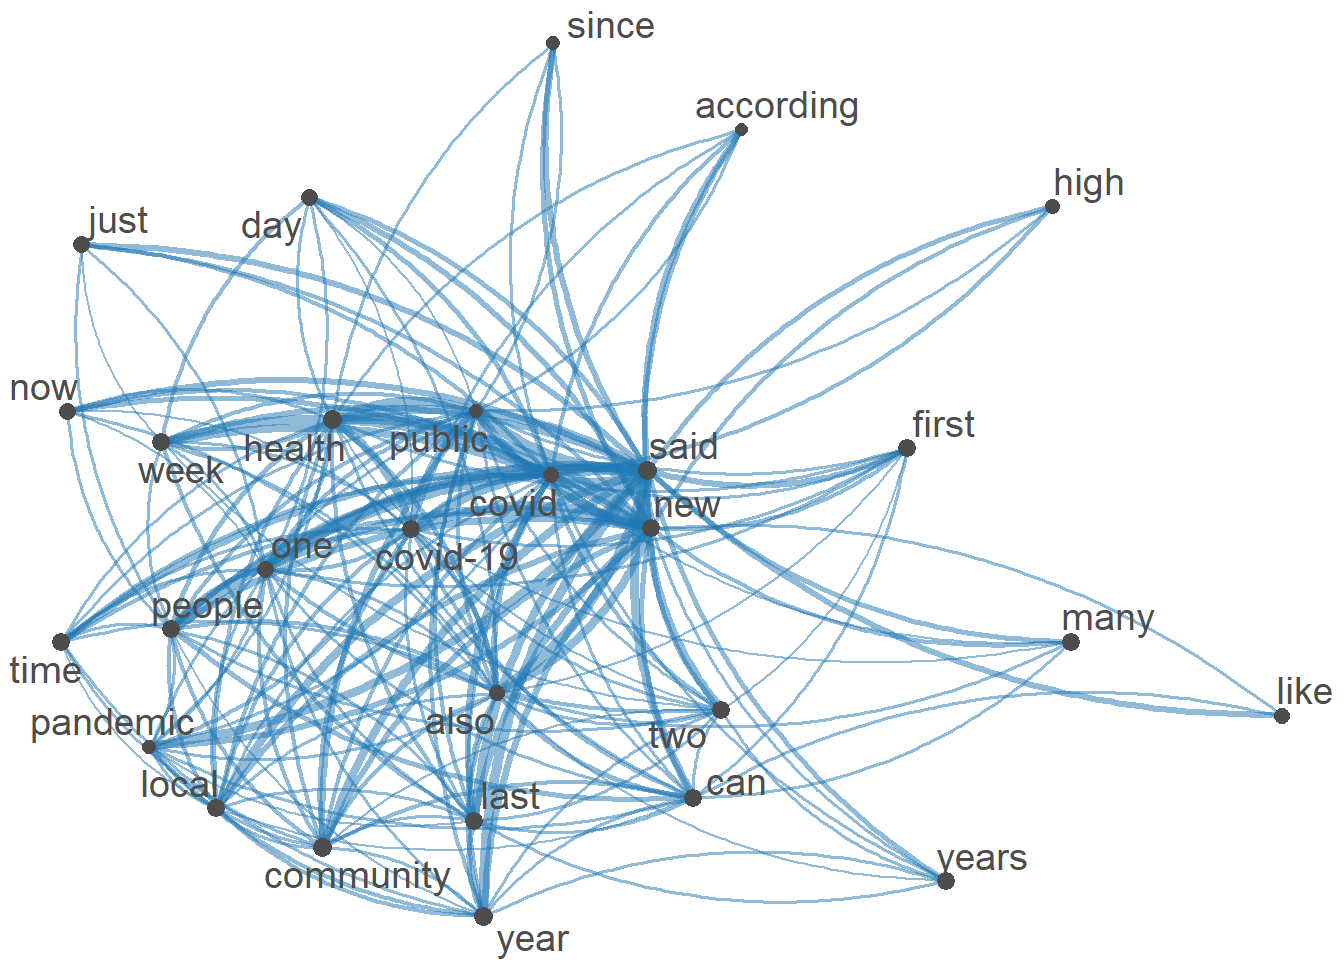 since
according
high
just
day
now
first
public
said
health
week
covid
new
one
covid-19
people
many
time
like
pandemic
also
two
local
last
can
years
community
year